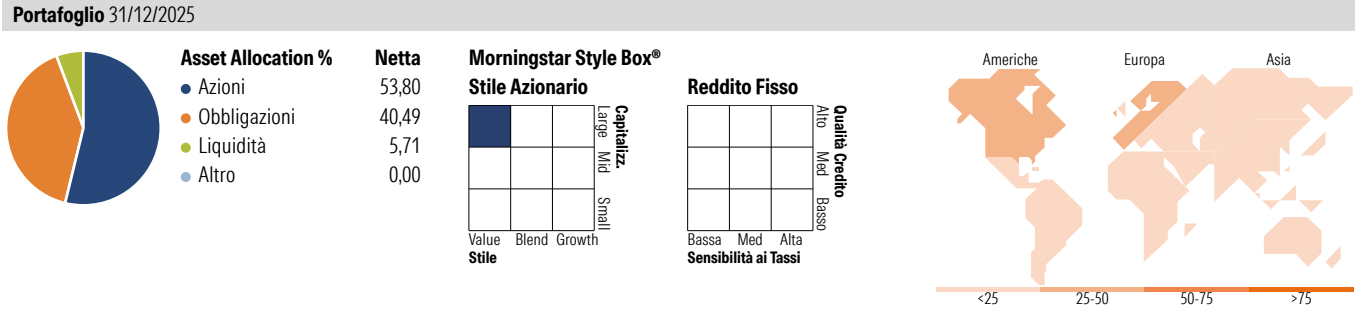 Portafoglio 31/12/2025
Asset Allocation % Netta
Azioni 53,80
Obbligazioni 40,49
Liquidità 5,71
Altro 0,00
Morningstar Style Box®
Stile Azionario
Large Mid Small
Capitalizz.
Value Blend Growth
Stile
Reddito Fisso
Alto Med Basso
Qualità Credito
Bassa Med Alta
Sensibilità ai Tassi
Americhe Europa Asia
<25 25-50 50-75 >75